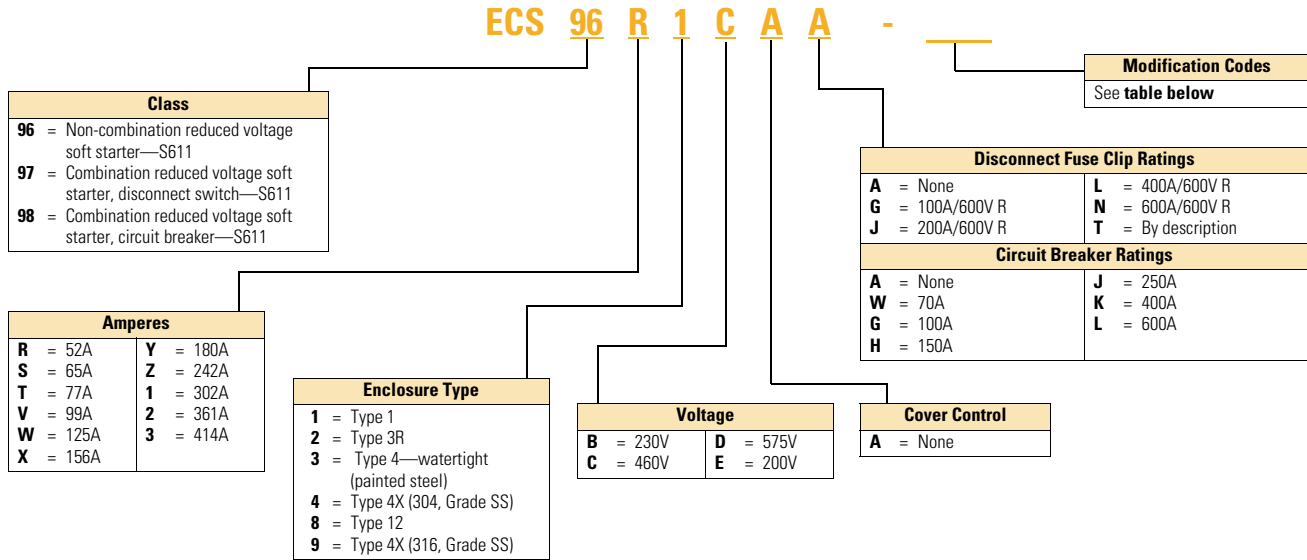 ECS 96 R 1 C A A -
Modification Codes
See table below
Class
96 = Non-combination reduced voltage
soft starter—S611
97 = Combination reduced voltage soft
starter, disconnect switch—S611
98 = Combination reduced voltage soft
starter, circuit breaker—S611
Disconnect Fuse Clip Ratings
A = None
G = 100A/600V R
J = 200A/600V R
L = 400A/600V R
N = 600A/600V R
T = By description
Circuit Breaker Ratings
A = None
W = 70A
G = 100A
H = 150A
J = 250A
K = 400A
L = 600A
Amperes
R = 52A
S = 65A
T = 77A
V = 99A
W = 125A
X = 156A
Y = 180A
Z = 242A
1 = 302A
2 = 361A
3 = 414A
Enclosure Type
1 = Type 1
2 = Type 3R
3 = Type 4—watertight
(painted steel)
4 = Type 4X (304, Grade SS)
8 = Type 12
9 = Type 4X (316, Grade SS)
Voltage
B = 230V
C = 460V
D = 575V
E = 200V
Cover Control
A = None